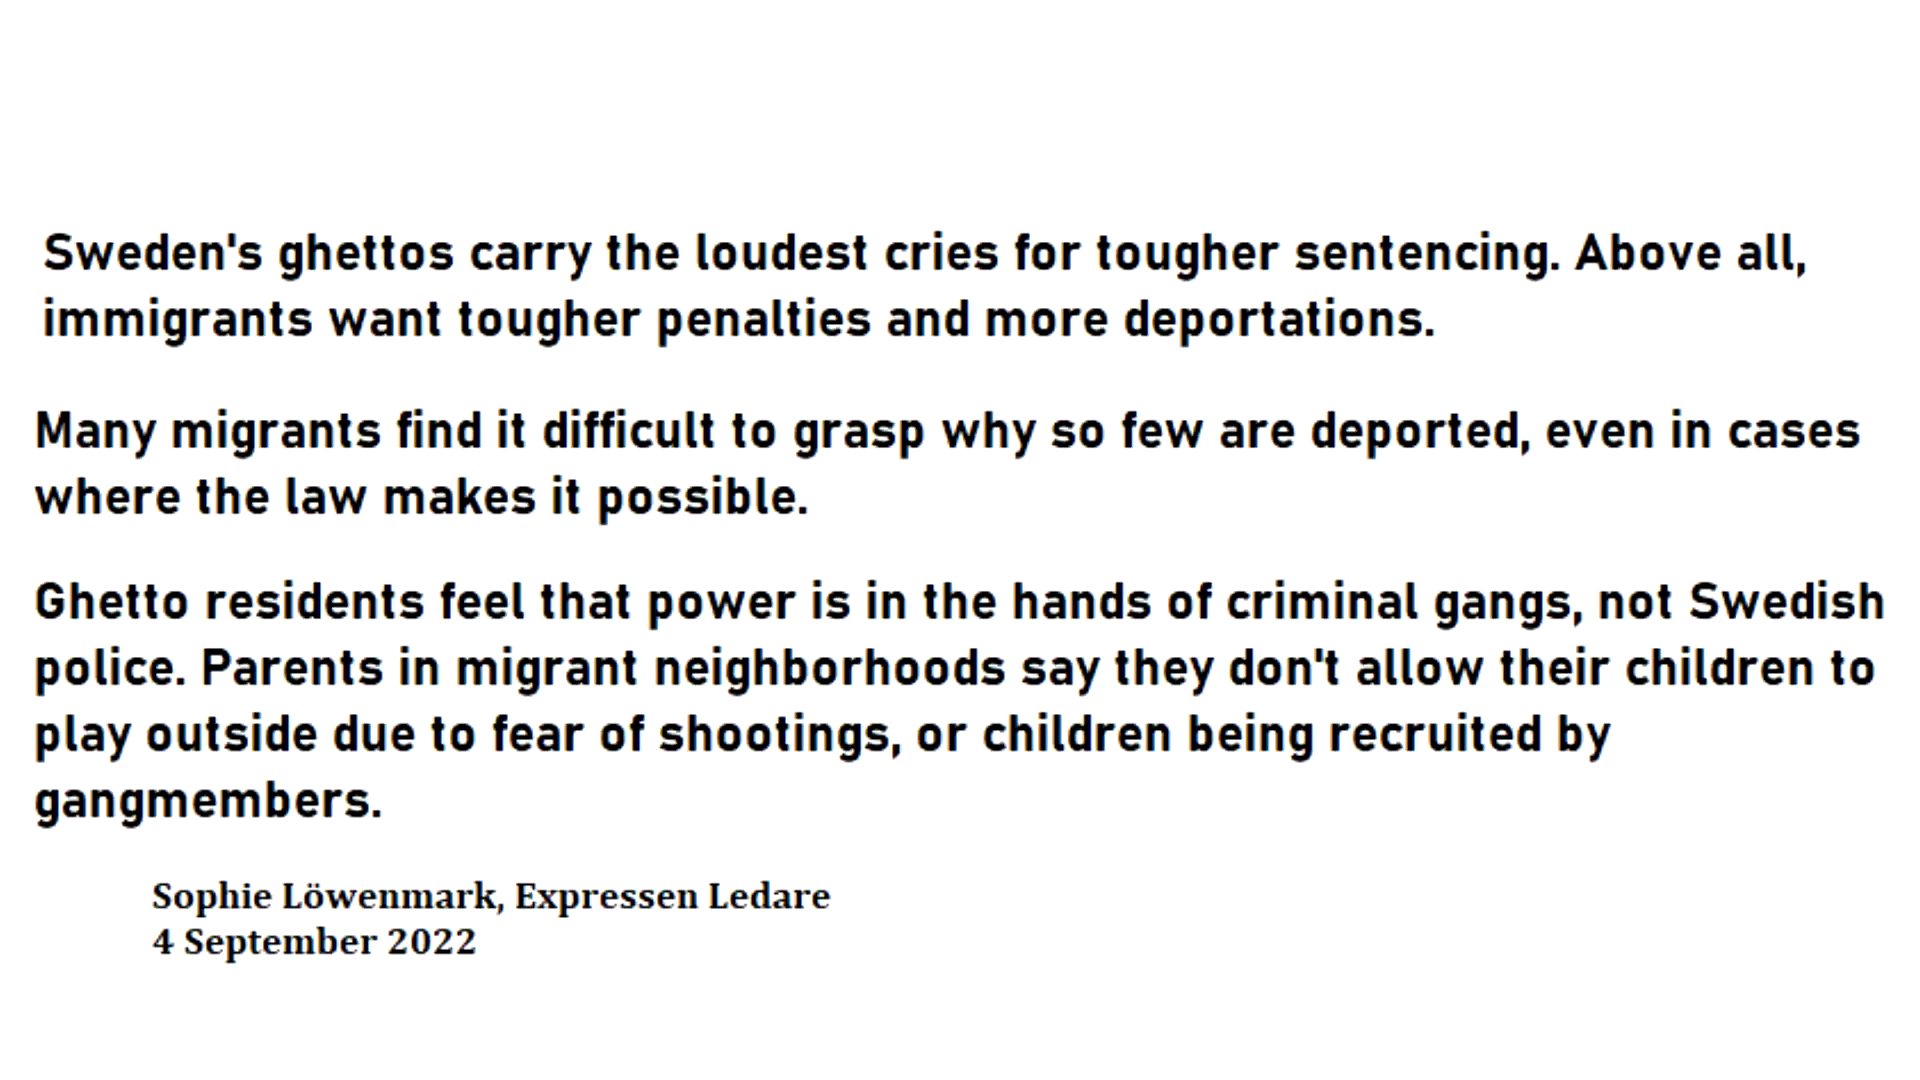 Sweden's ghettos carry the loudest cries for tougher sentencing. Above all,
immigrants want tougher penalties and more deportations.
Many migrants find it difficult to grasp why so few are deported, even in cases
where the law makes it possible.
Ghetto residents feel that power is in the hands of criminal gangs, not Swedish
police. Parents in migrant neighborhoods say they don't allow their children to
play outside due to fear of shootings, or children being recruited by
gangmembers.
Sophie Löwenmark, Expressen Ledare
4 September 2022